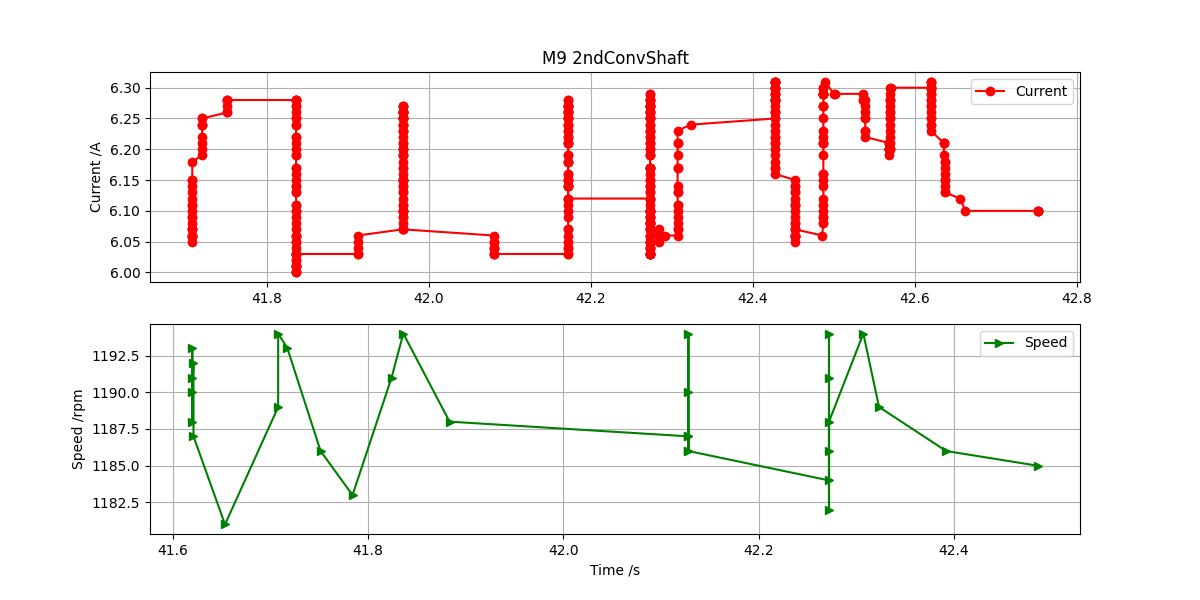 M9 2ndConvShaft
Current /A
6.30
6.25
6.20
6.15
6.10
6.05
6.00
Current
41.8 42.0 42.2 42.4 42.6 42.8
Speed /rpm
1192.5
1190.0
1187.5
1185.0
1182.5
Speed
41.6 41.8 42.0 42.2 42.4
Time /s